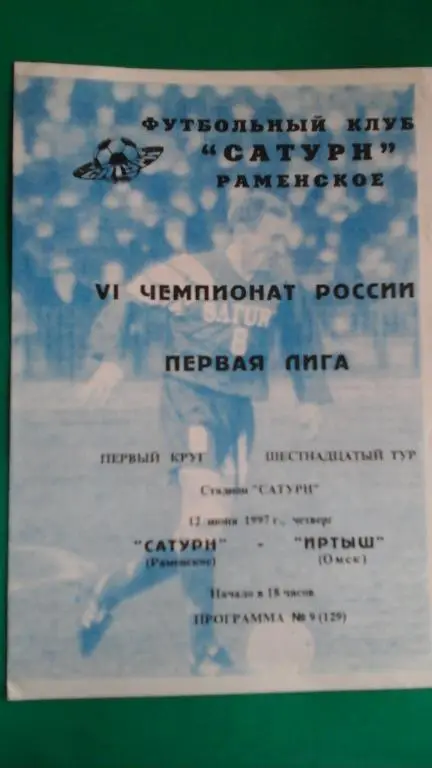 ФУТБОЛЬНЫЙ КЛУБ
"САТУРН"
РАМЕНСКОЕ
SATUR
VI ЧЕМПИОНАТ РОССИИ
ПЕРВАЯ ЛИГА
ПЕРВЫЙ КРУГ ШЕСТНАДЦАТЫЙ ТУР
Стадион "САТУРН"
12 июня 1997 г., четверг
"САТУРН" - "ИРТЫШ"
(Раменское) (Омск)
Начало в 18 часов
ПРОГРАММА № 9 (129)